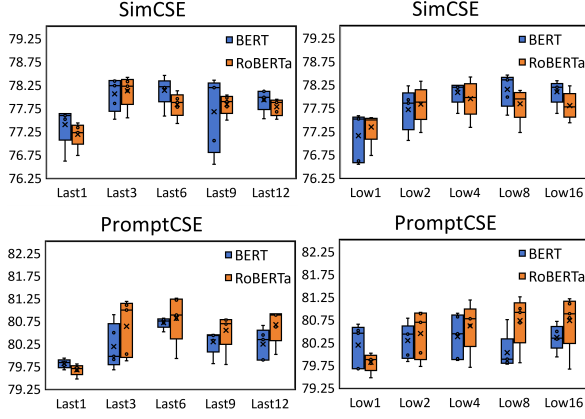 SimCSE
79.25
78.75
78.25
77.75
77.25
76.75
76.25
BERT
RoBERTa
Last1 Last3 Last6 Last9 Last12
SimCSE
79.25
78.75
78.25
77.75
77.25
76.75
76.25
BERT
RoBERTa
Low1 Low2 Low4 Low8 Low16
PromptCSE
82.25
81.75
81.25
80.75
80.25
79.75
79.25
BERT
RoBERTa
Last1 Last3 Last6 Last9 Last12
PromptCSE
82.25
81.75
81.25
80.75
80.25
79.75
79.25
BERT
RoBERTa
Low1 Low2 Low4 Low8 Low16